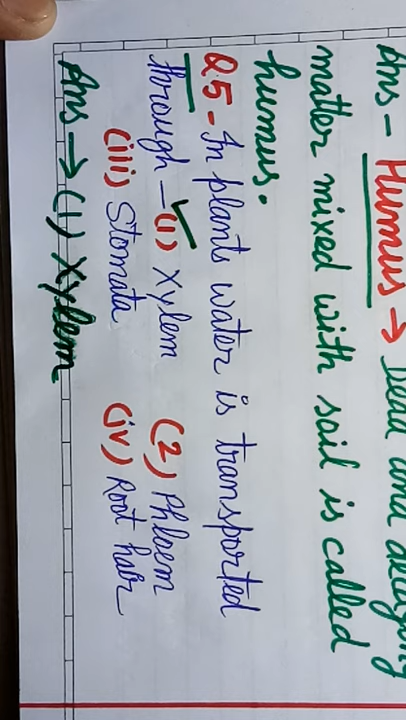 Ans - Humus → Dead and decaying
matter mixed with soil is called
humus.
Q.5 - In plants water is transported
through - (1) Xylem (2) Phloem
(iii) Stomata (iv) Root hair
Ans → (1) Xylem